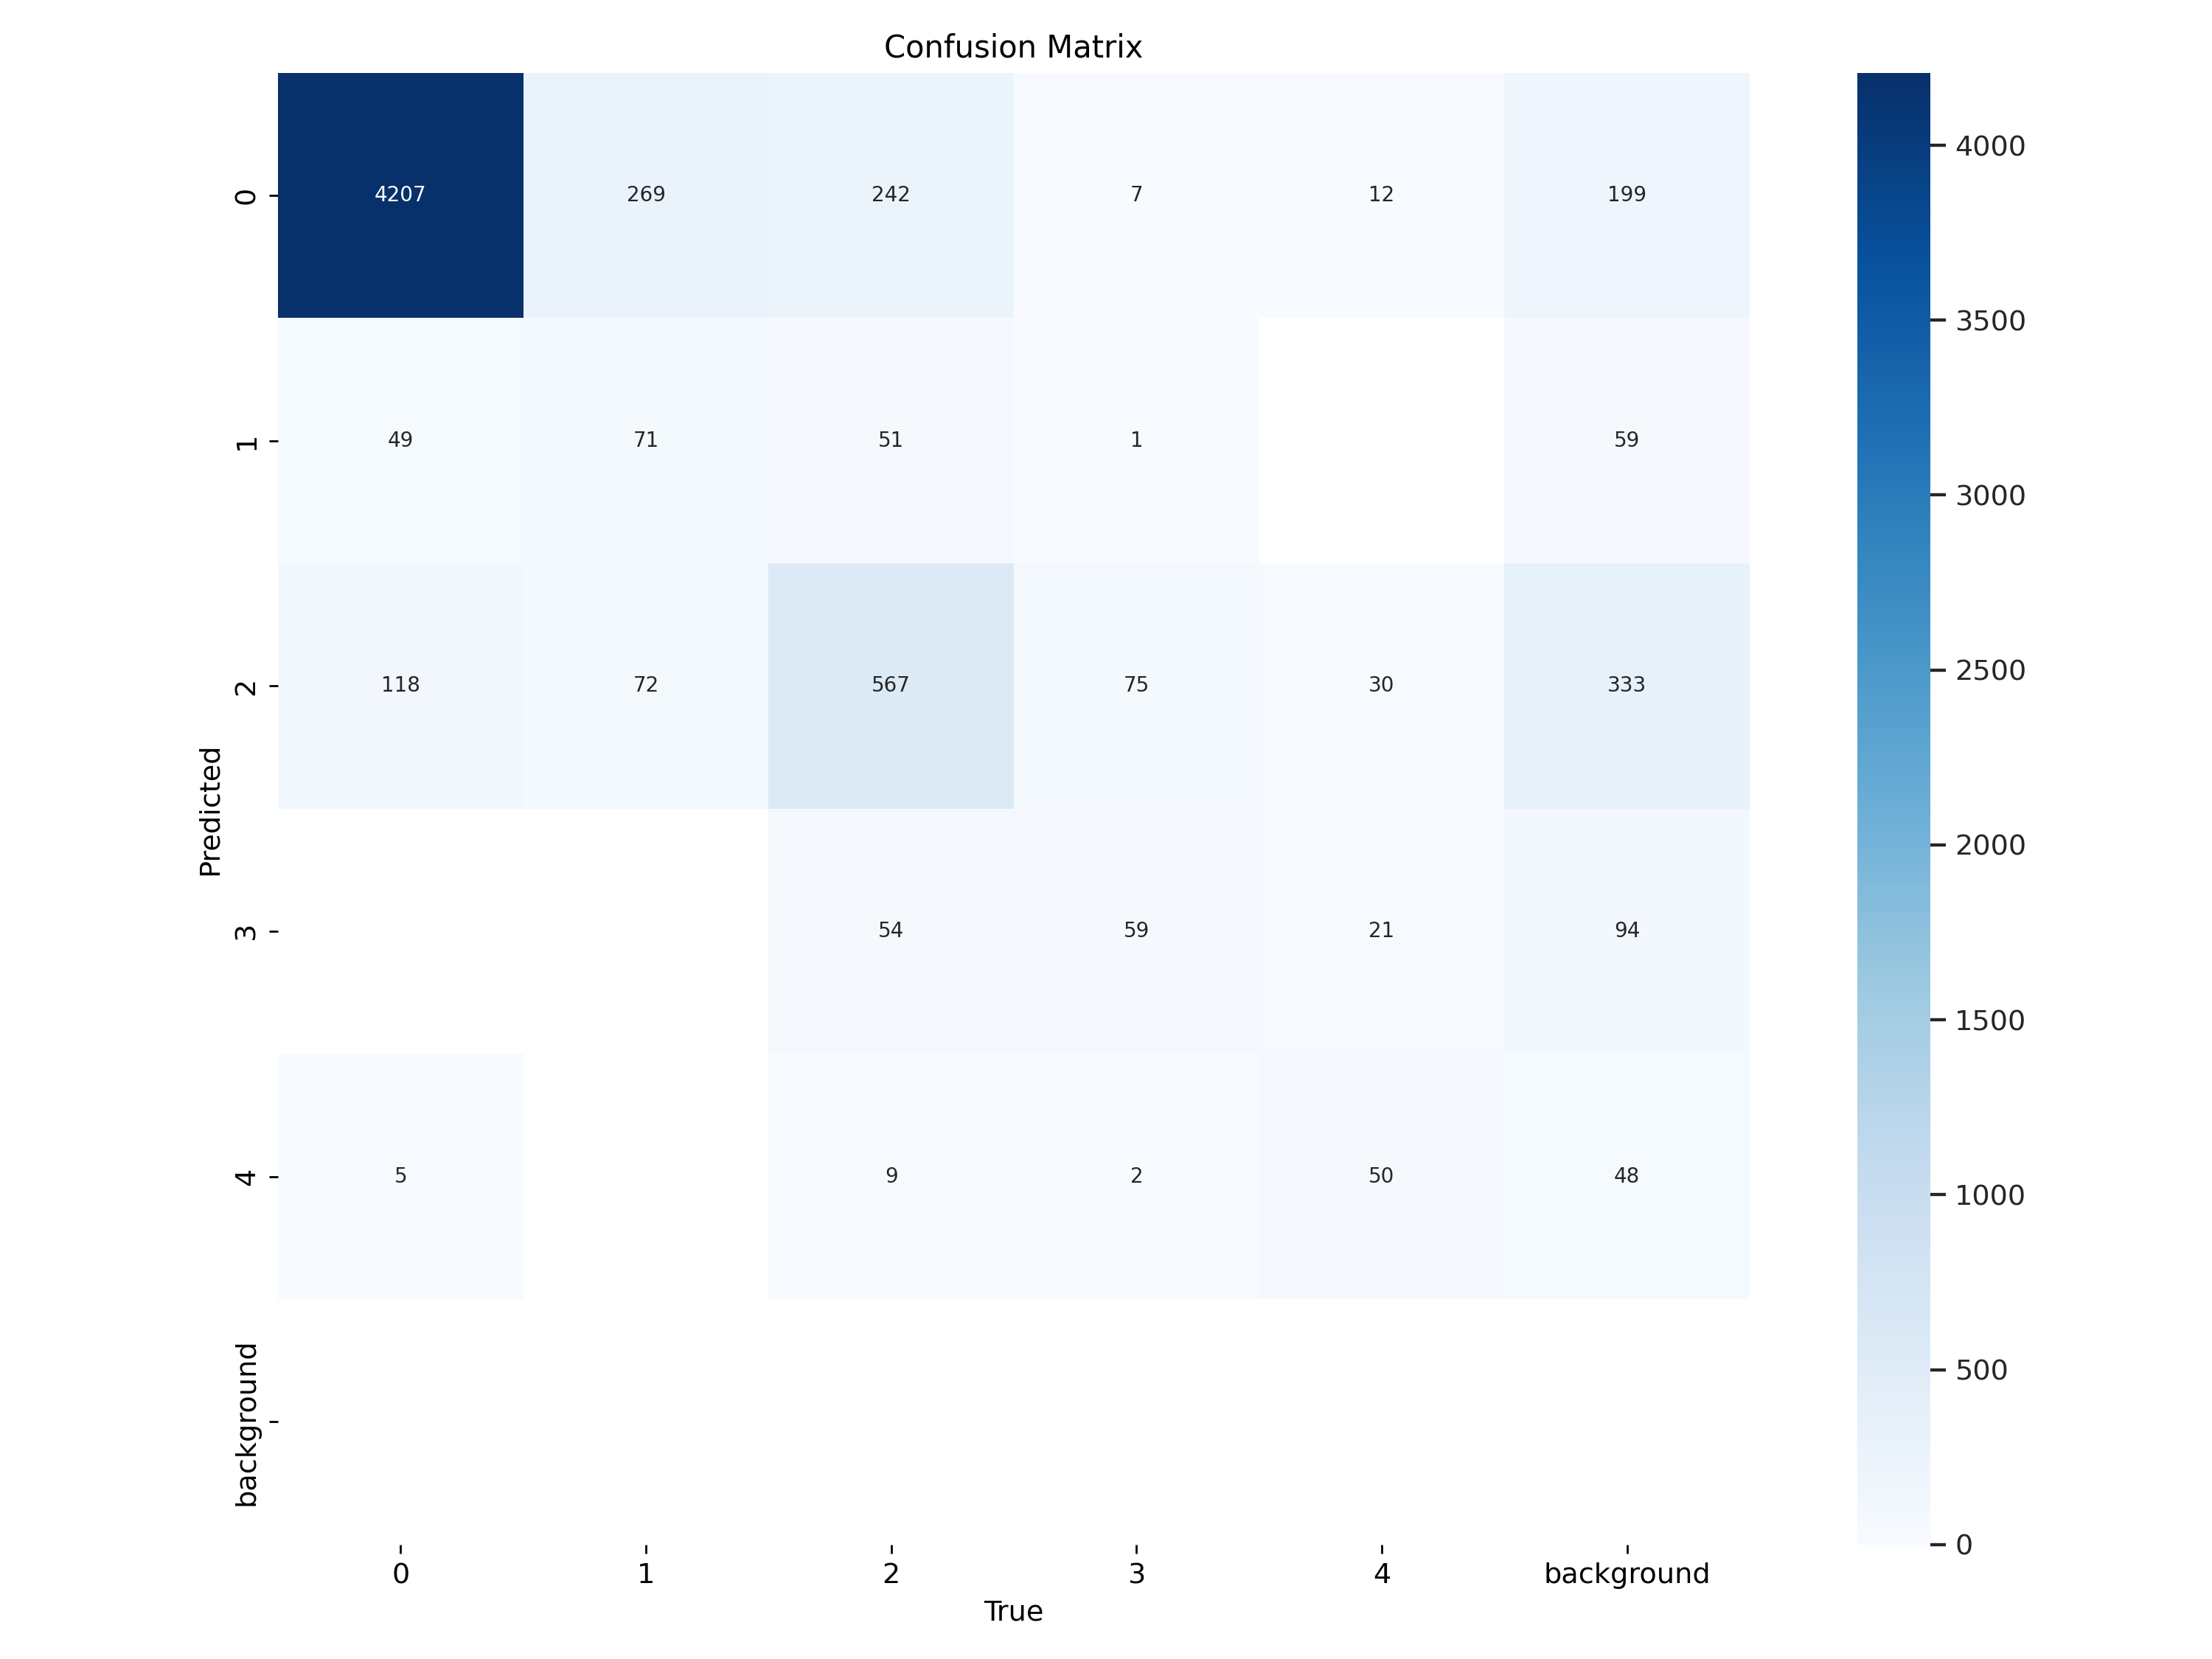 Confusion Matrix
0 4207 269 242 7 12 199
1 49 71 51 1 59
2 118 72 567 75 30 333
3 54 59 21 94
4 5 9 2 50 48
background
Predicted
0 1 2 3 4 background
True
4000
3500
3000
2500
2000
1500
1000
500
0